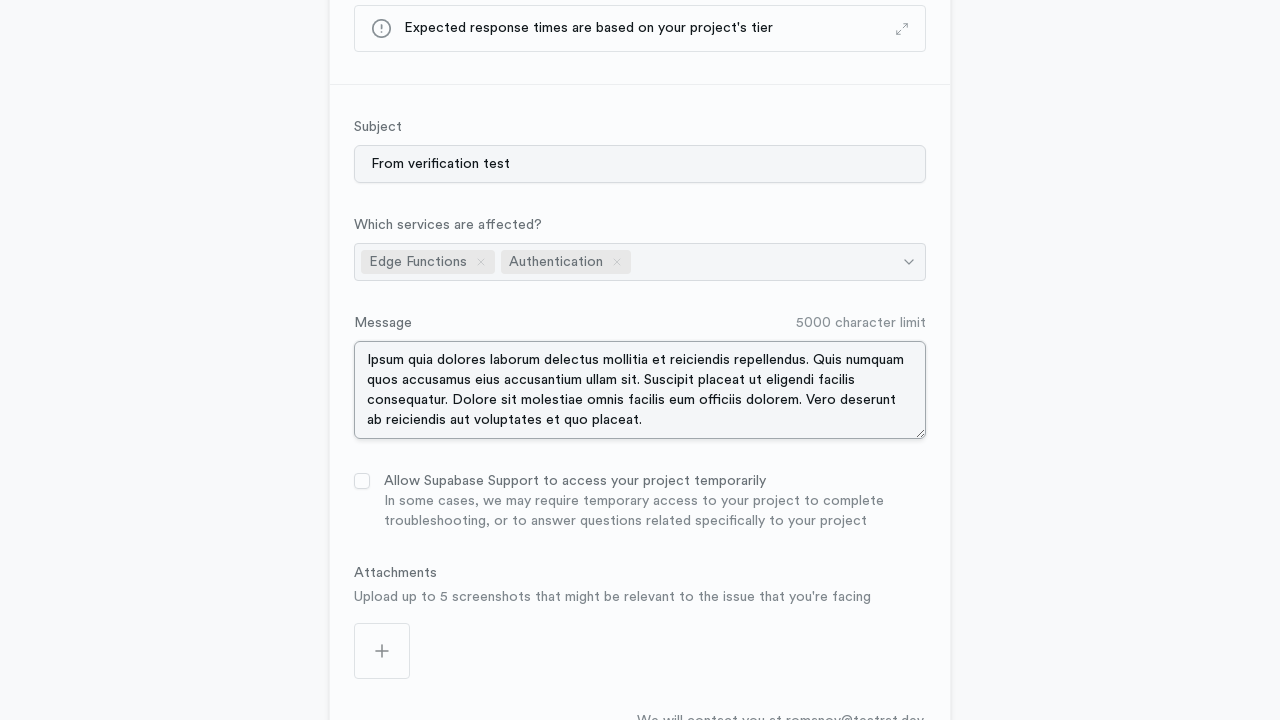 Expected response times are based on your project's tier
Subject
From verification test
Which services are affected?
Edge Functions Authentication
Message 5000 character limit
Ipsum quia dolores laborum delectus mollitia et reiciendis repellendus. Quis numquam
quos accusamus eius accusantium ullam sit. Suscipit placeat ut eligendi facilis
consequatur. Dolore sit molestiae omnis facilis eum officiis dolorem. Vero deserunt
ab reiciendis aut voluptates et quo placeat.
Allow Supabase Support to access your project temporarily
In some cases, we may require temporary access to your project to complete
troubleshooting, or to answer questions related specifically to your project
Attachments
Upload up to 5 screenshots that might be relevant to the issue that you're facing
We will contact you at